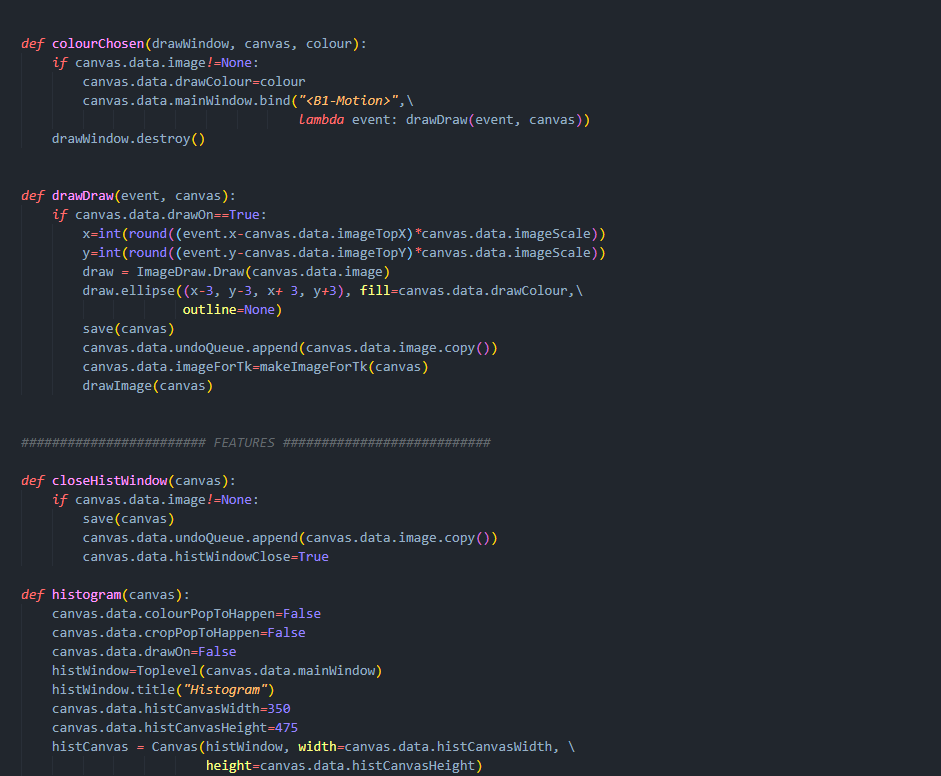 def colourChosen(drawWindow, canvas, colour):
    if canvas.data.image!=None:
        canvas.data.drawColour=colour
        canvas.data.mainWindow.bind("<B1-Motion>",\
                                    lambda event: drawDraw(event, canvas))
    drawWindow.destroy()
def drawDraw(event, canvas):
    if canvas.data.drawOn==True:
        x=int(round((event.x-canvas.data.imageTopX)*canvas.data.imageScale))
        y=int(round((event.y-canvas.data.imageTopY)*canvas.data.imageScale))
        draw = ImageDraw.Draw(canvas.data.image)
        draw.ellipse((x-3, y-3, x+ 3, y+3), fill=canvas.data.drawColour,\
                     outline=None)
        save(canvas)
        canvas.data.undoQueue.append(canvas.data.image.copy())
        canvas.data.imageForTk=makeImageForTk(canvas)
        drawImage(canvas)
######################## FEATURES ###########################
def closeHistWindow(canvas):
    if canvas.data.image!=None:
        save(canvas)
        canvas.data.undoQueue.append(canvas.data.image.copy())
        canvas.data.histWindowClose=True
def histogram(canvas):
    canvas.data.colourPopToHappen=False
    canvas.data.cropPopToHappen=False
    canvas.data.drawOn=False
    histWindow=Toplevel(canvas.data.mainWindow)
    histWindow.title("Histogram")
    canvas.data.histCanvasWidth=350
    canvas.data.histCanvasHeight=475
    histCanvas = Canvas(histWindow, width=canvas.data.histCanvasWidth, \
                        height=canvas.data.histCanvasHeight)